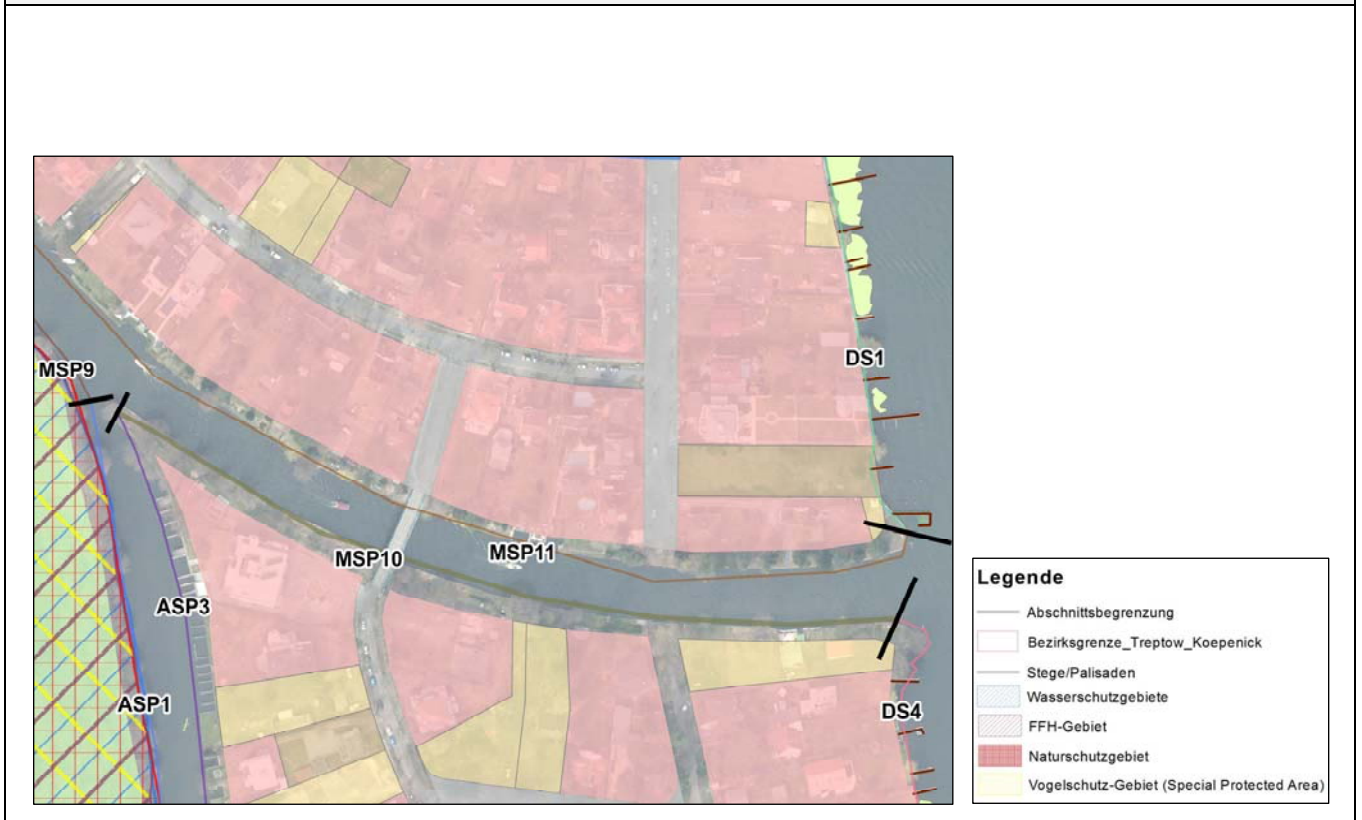 MSP9
DS1
MSP10
MSP11
ASP3
ASP1
DS4
Legende
Abschnittsbegrenzung
Bezirksgrenze_Treptow_Koepenick
Stege/Palisaden
Wasserschutzgebiete
FFH-Gebiet
Naturschutzgebiet
Vogelschutz-Gebiet (Special Protected Area)